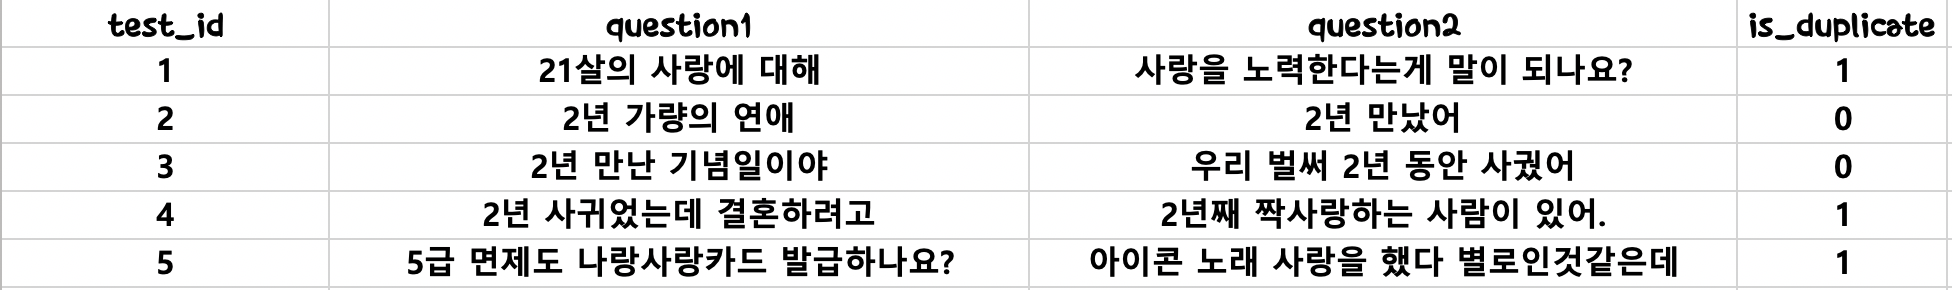 test_id question1 question2 is_duplicate
1 21살의 사랑에 대해 사랑을 노력한다는게 말이 되나요? 1
2 2년 가량의 연애 2년 만났어 0
3 2년 만난 기념일이야 우리 벌써 2년 동안 사궜어 0
4 2년 사귀었는데 결혼하려고 2년째 짝사랑하는 사람이 있어. 1
5 5급 면제도 나랑사랑카드 발급하나요? 아이콘 노래 사랑을 했다 별로인것같은데 1